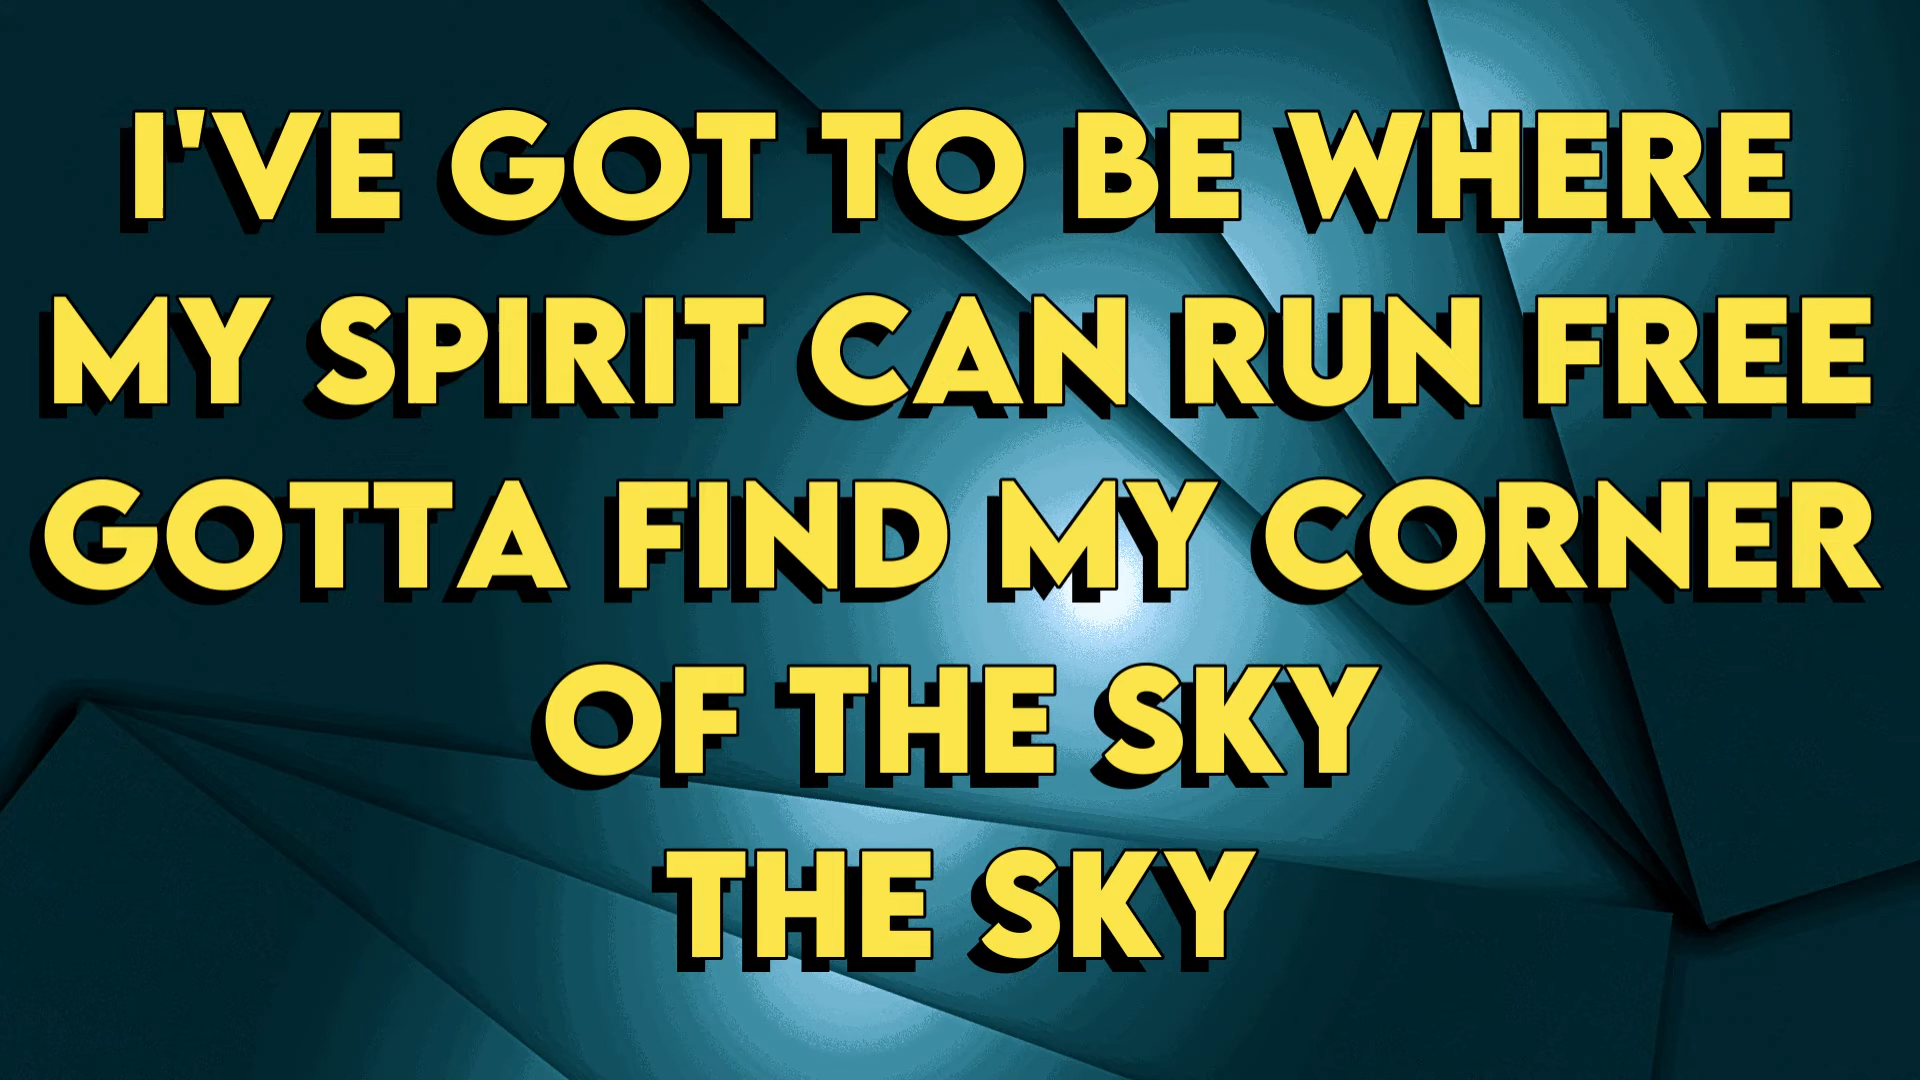 I'VE GOT TO BE WHERE
MY SPIRIT CAN RUN FREE
GOTTA FIND MY CORNER
OF THE SKY
THE SKY